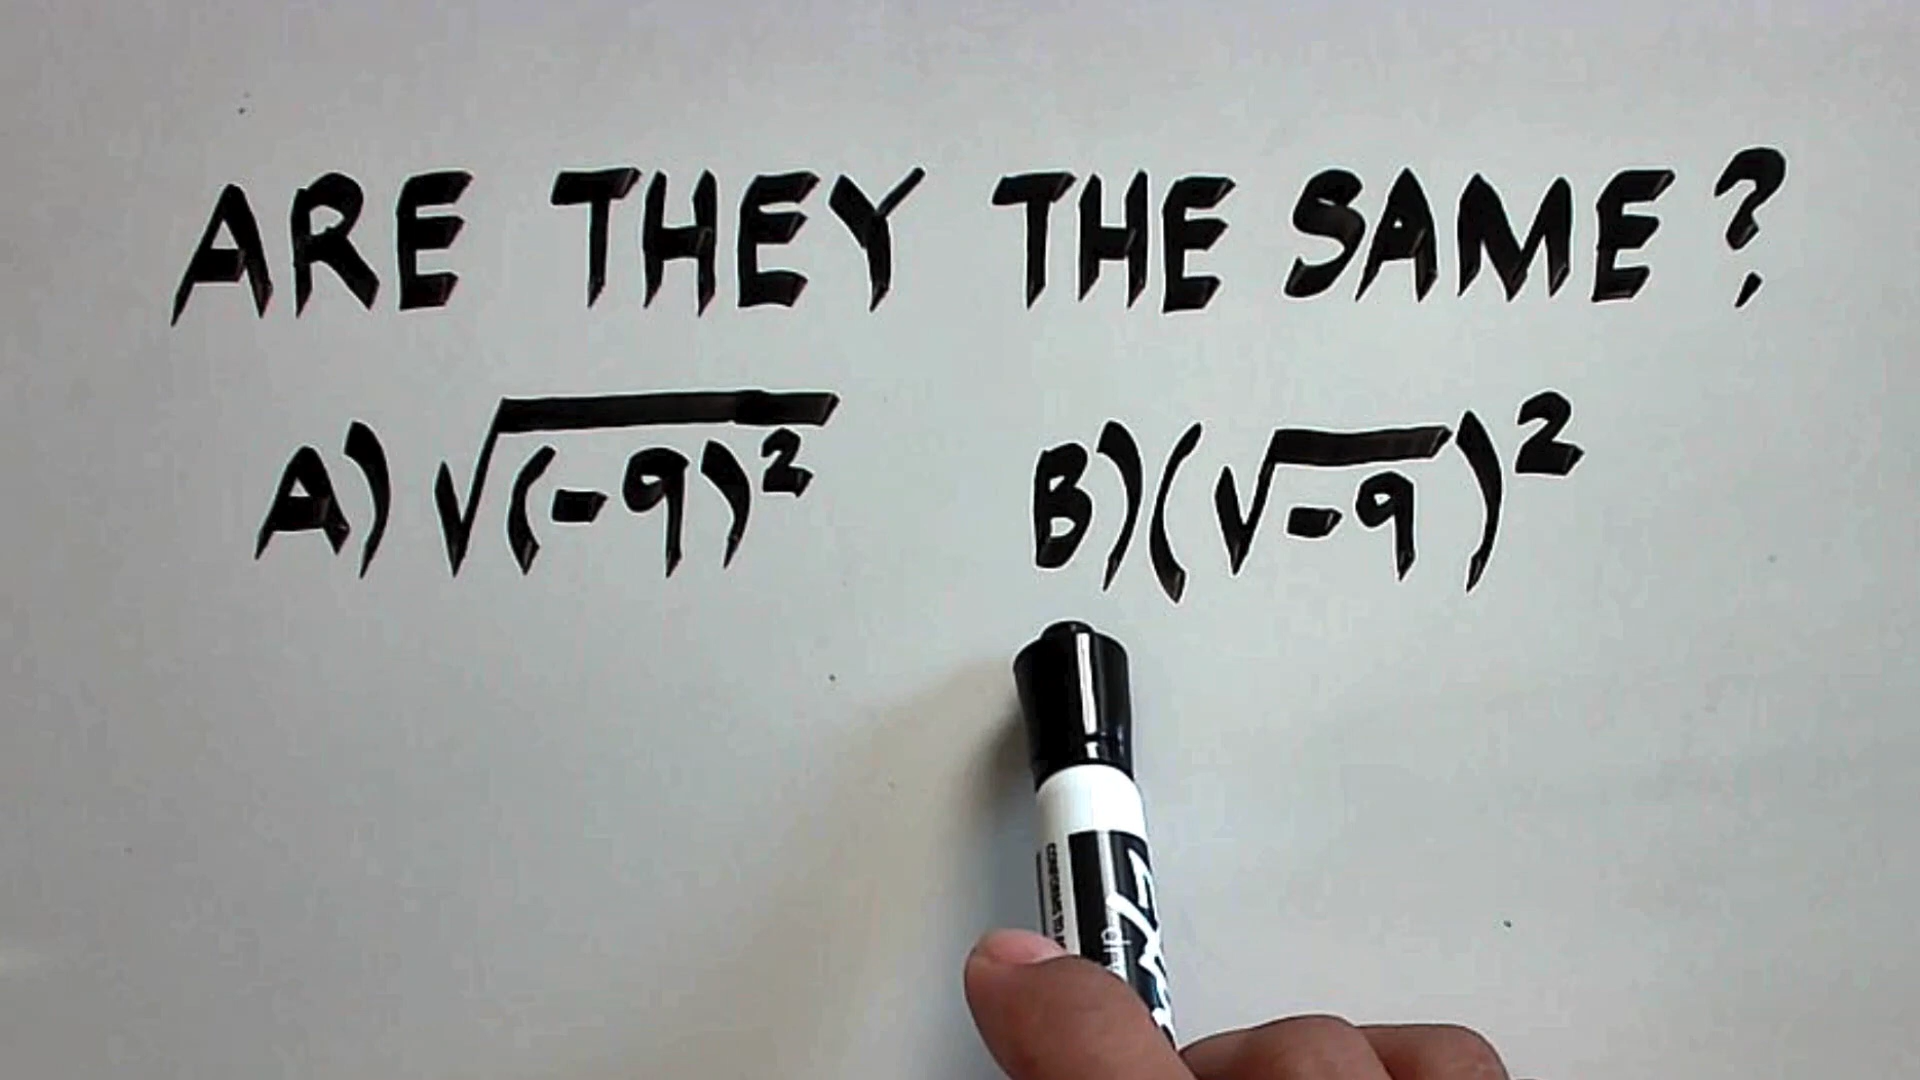 ARE THEY THE SAME?
A) √(-9)² B) (√-9)²